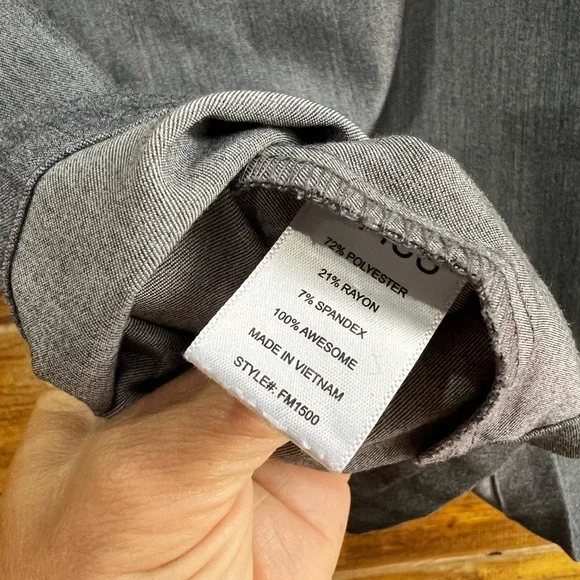 72% POLYESTER
21% RAYON
7% SPANDEX
100% AWESOME
MADE IN VIETNAM
STYLE#: FM1500